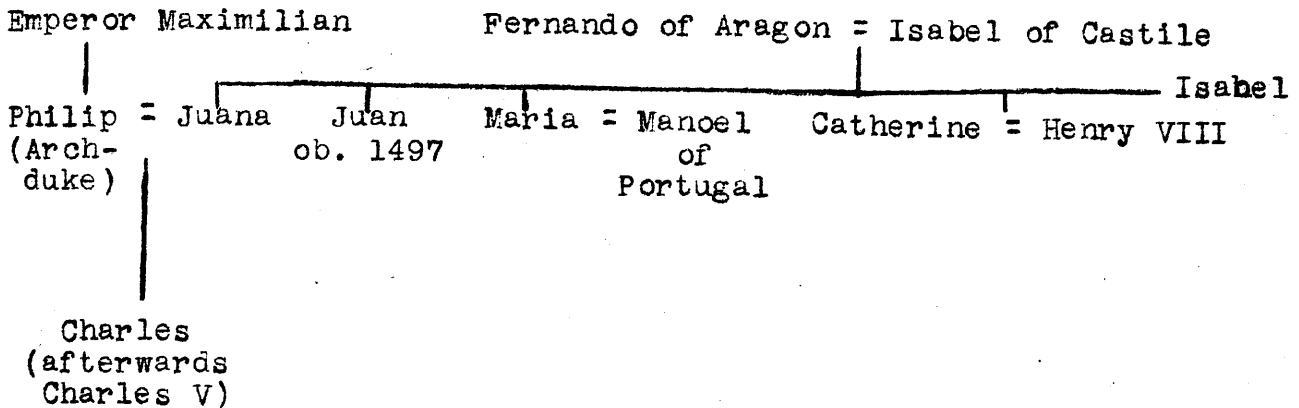 Emperor Maximilian Fernando of Aragon = Isabel of Castile
Isabel
Philip = Juana Juan Maria = Manoel Catherine = Henry VIII
(Arch- ob. 1497 of
duke) Portugal
Charles
(afterwards
Charles V)